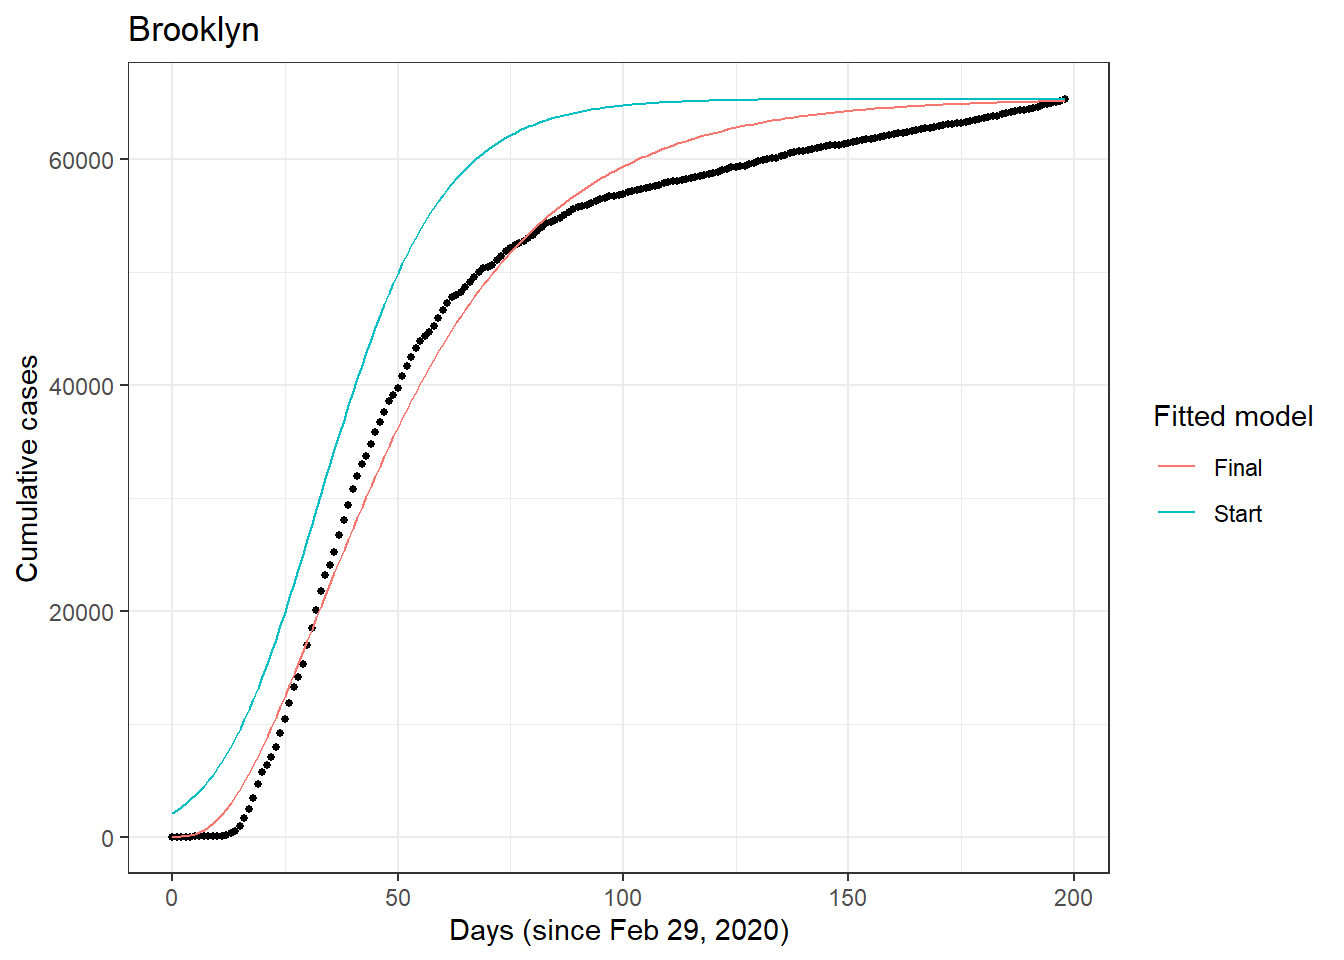 Brooklyn
Cumulative cases
60000
40000
20000
0
0 50 100 150 200
Days (since Feb 29, 2020)
Fitted model
Final
Start